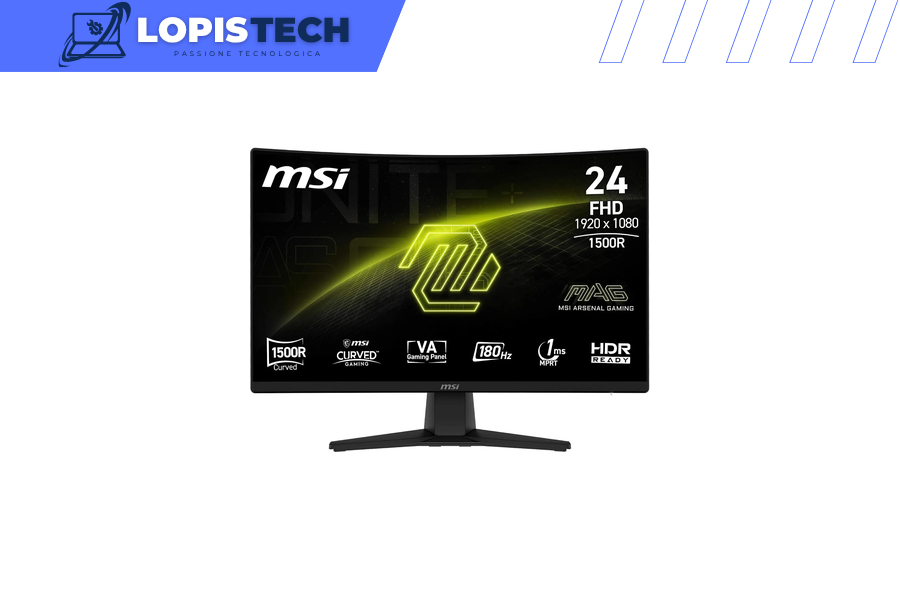 LOPISTECH
PASSIONE TECNOLOGICA
msi
UNITE
24
FHD
1920 x 1080
1500R
MAG
MSI ARSENAL GAMING
1500R
Curved
msi
CURVED
GAMING
VA
Gaming Panel
180Hz
1ms
MPRT
HDR
READY
msi